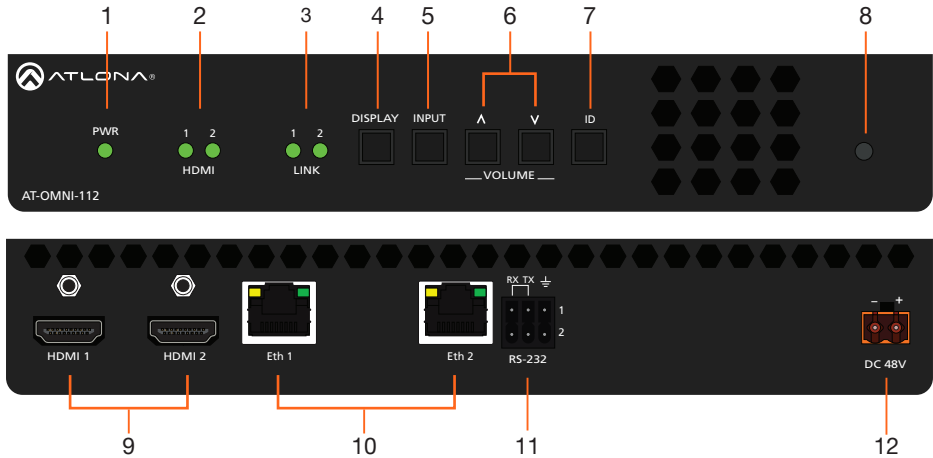 1 2 3 4 5 6 7 8
ATLONA®
DISPLAY INPUT ∧ ∨ ID
PWR 1 2 1 2
HDMI LINK VOLUME
AT-OMNI-112
RX TX
1
2
HDMI 1 HDMI 2 Eth 1 Eth 2 RS-232
− +
DC 48V
9 10 11 12